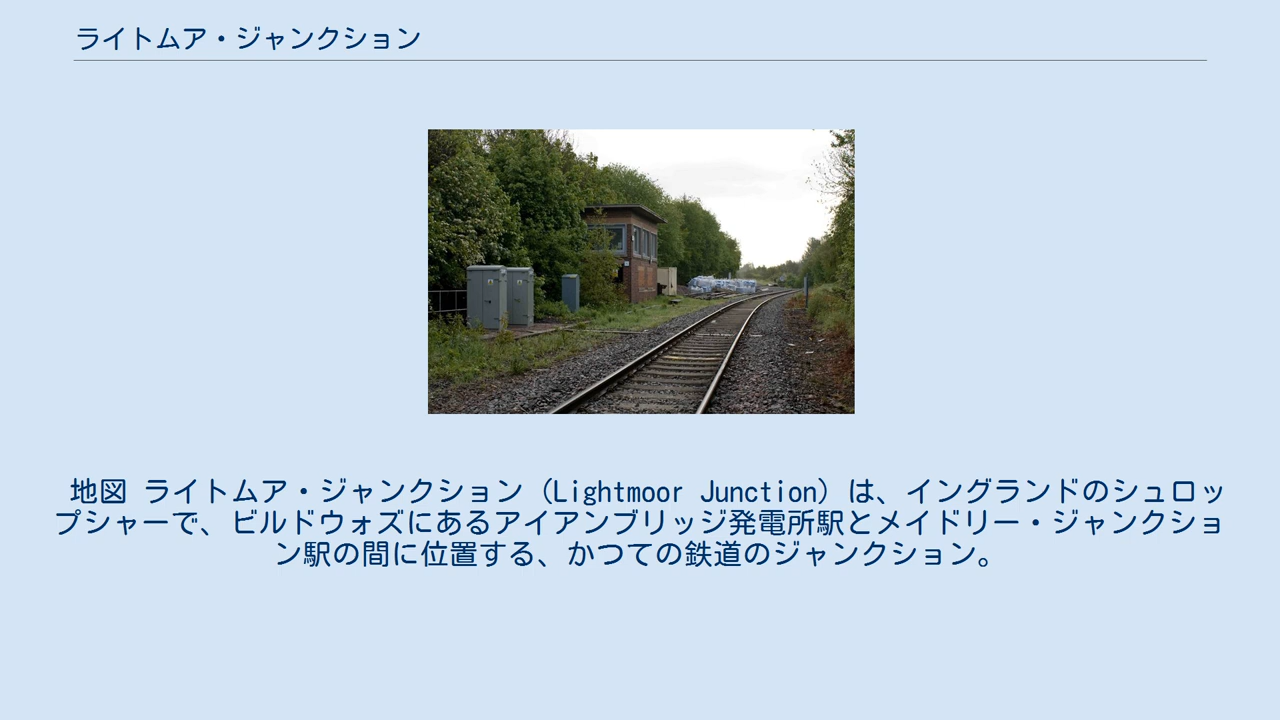 ライトムア・ジャンクション
地図 ライトムア・ジャンクション（Lightmoor Junction）は、イングランドのシュロッ
プシャーで、ビルドウォズにあるアイアンブリッジ発電所駅とメイドリー・ジャンクショ
ン駅の間に位置する、かつての鉄道のジャンクション。